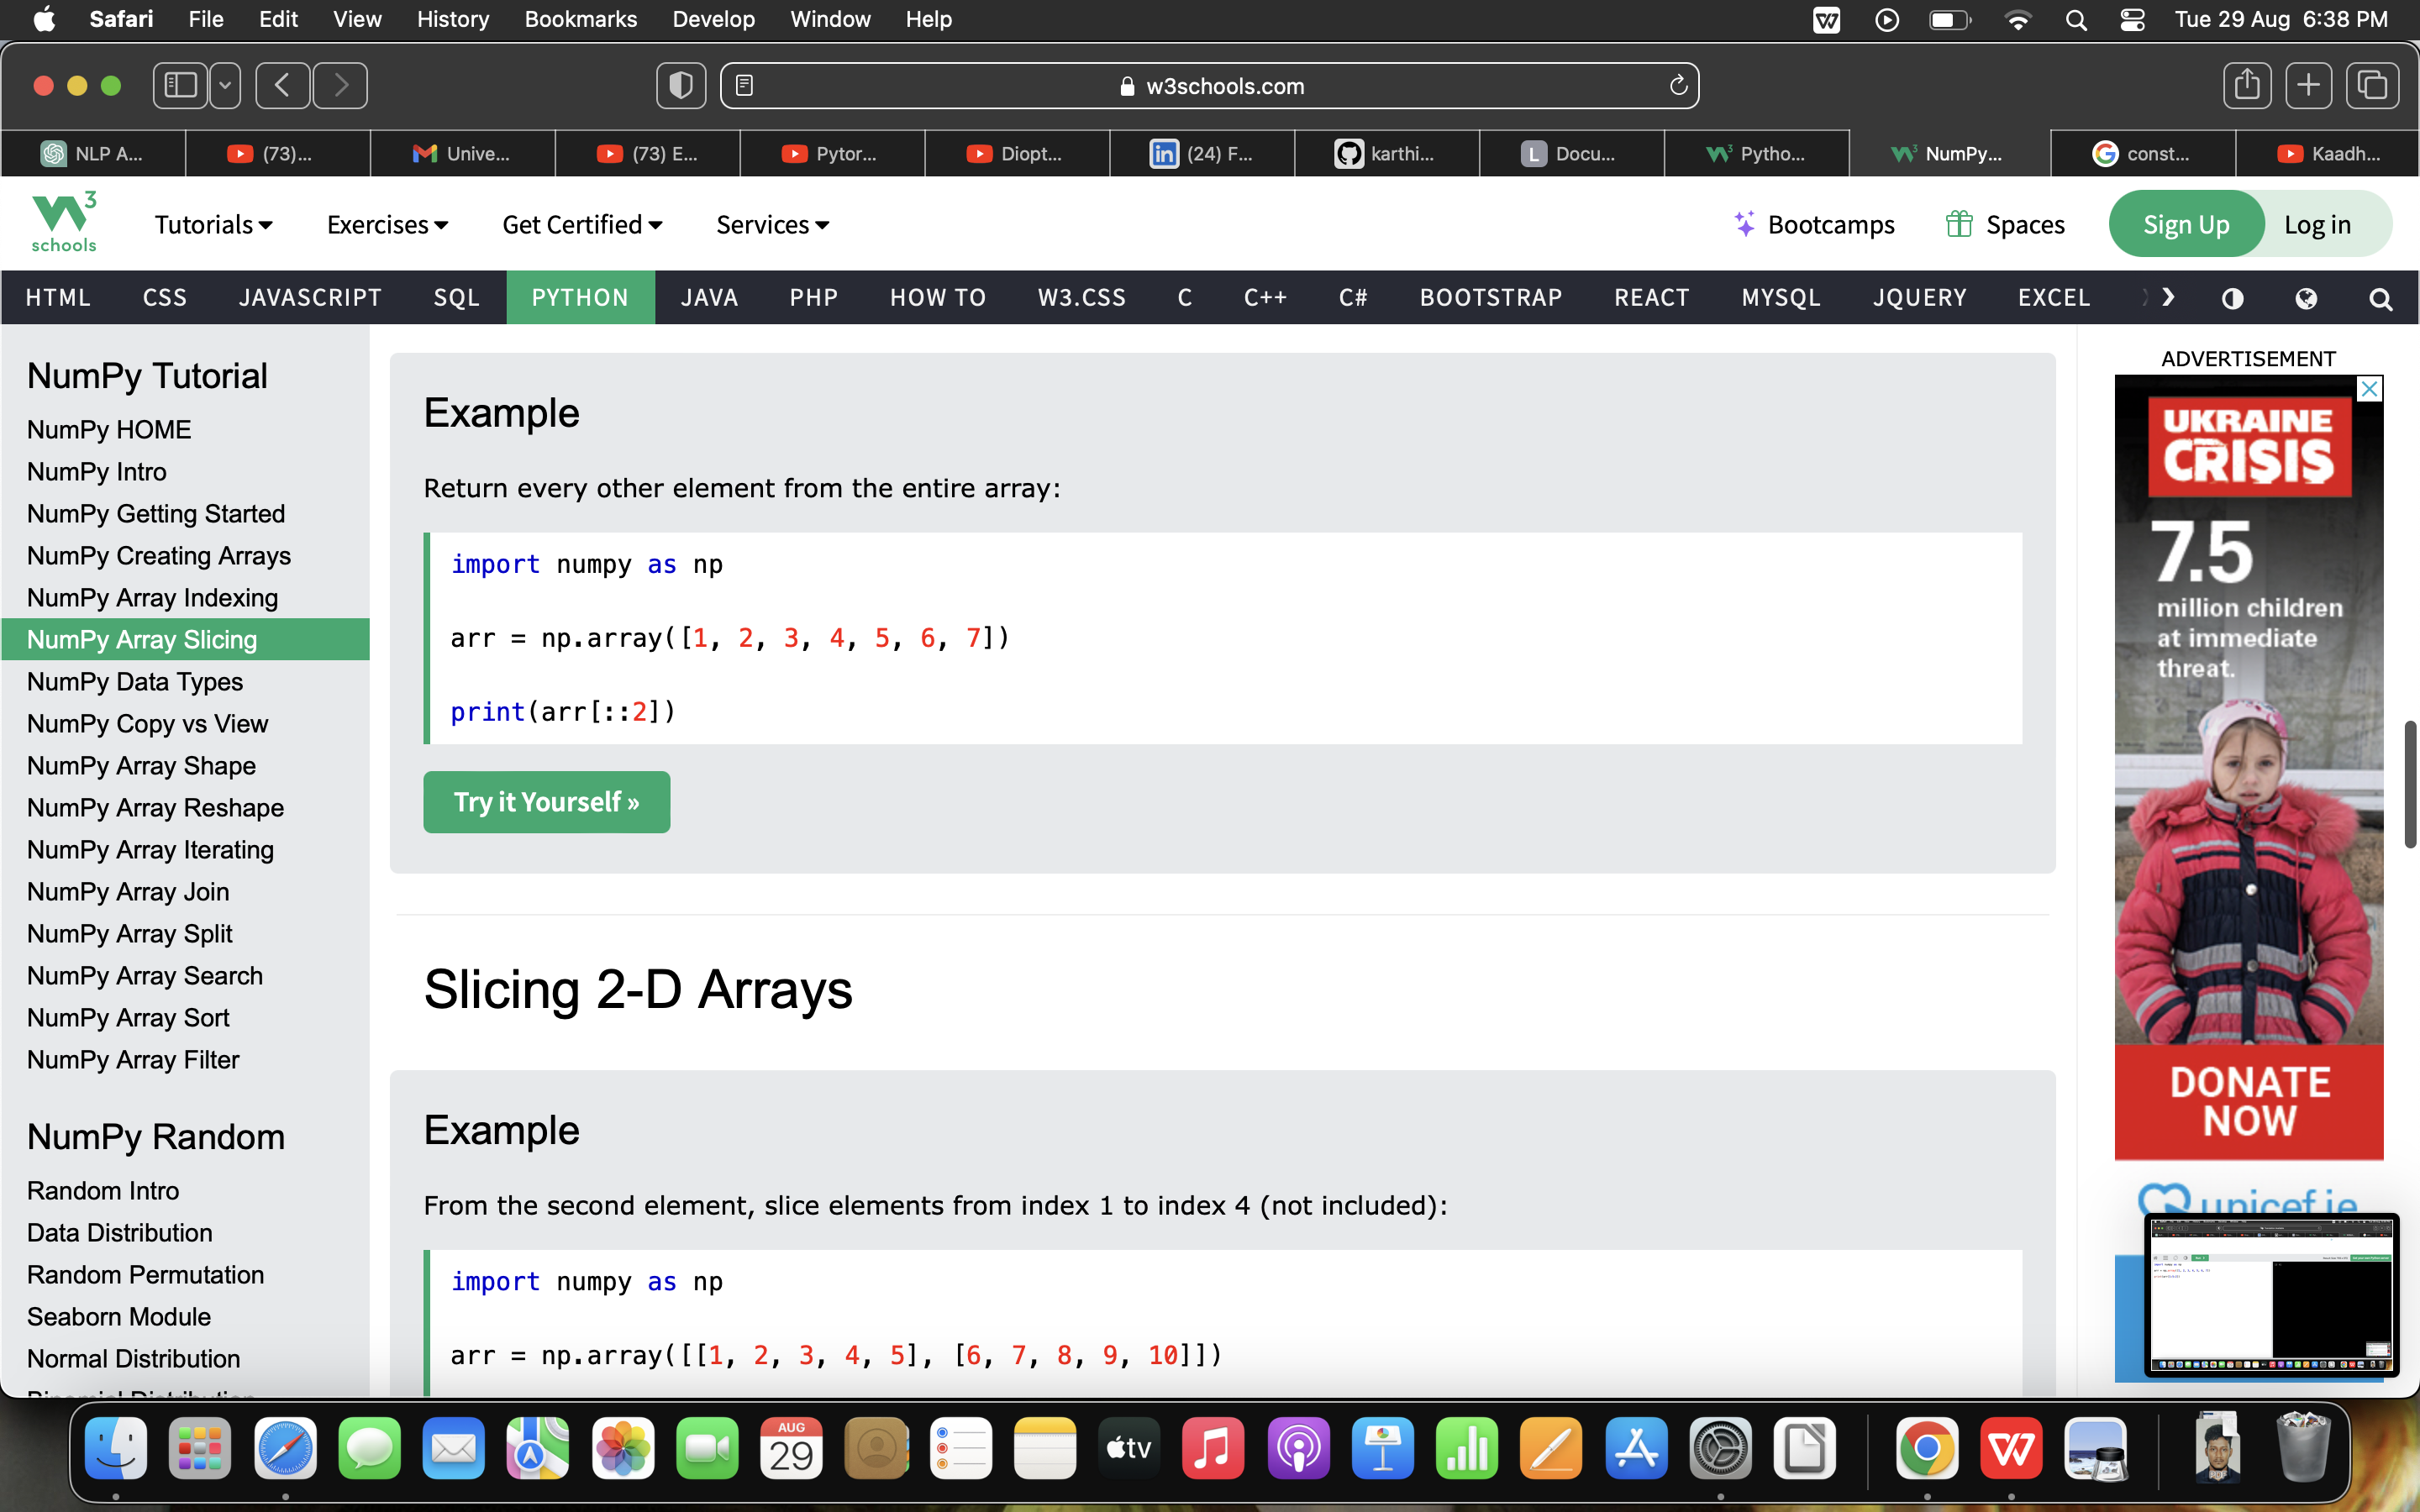 Safari File Edit View History Bookmarks Develop Window Help Tue 29 Aug 6:38 PM
w3schools.com
NLP A... (73)... Unive... (73) E... Pytor... Diopt... (24) F... karthi... Docu... Pytho... NumPy... const... Kaadh...
3
schools
Tutorials Exercises Get Certified Services Bootcamps Spaces Sign Up Log in
HTML CSS JAVASCRIPT SQL PYTHON JAVA PHP HOW TO W3.CSS C C++ C# BOOTSTRAP REACT MYSQL JQUERY EXCEL
NumPy Tutorial
NumPy HOME
NumPy Intro
NumPy Getting Started
NumPy Creating Arrays
NumPy Array Indexing
NumPy Array Slicing
NumPy Data Types
NumPy Copy vs View
NumPy Array Shape
NumPy Array Reshape
NumPy Array Iterating
NumPy Array Join
NumPy Array Split
NumPy Array Search
NumPy Array Sort
NumPy Array Filter
NumPy Random
Random Intro
Data Distribution
Random Permutation
Seaborn Module
Normal Distribution
Binomial Distribution
Example
Return every other element from the entire array:
import numpy as np
arr = np.array([1, 2, 3, 4, 5, 6, 7])
print(arr[::2])
Try it Yourself »
Slicing 2-D Arrays
Example
From the second element, slice elements from index 1 to index 4 (not included):
import numpy as np
arr = np.array([[1, 2, 3, 4, 5], [6, 7, 8, 9, 10]])
ADVERTISEMENT
UKRAINE
CRISIS
7.5
million children
at immediate
threat.
DONATE
NOW
unicef.ie
AUG
29
tv